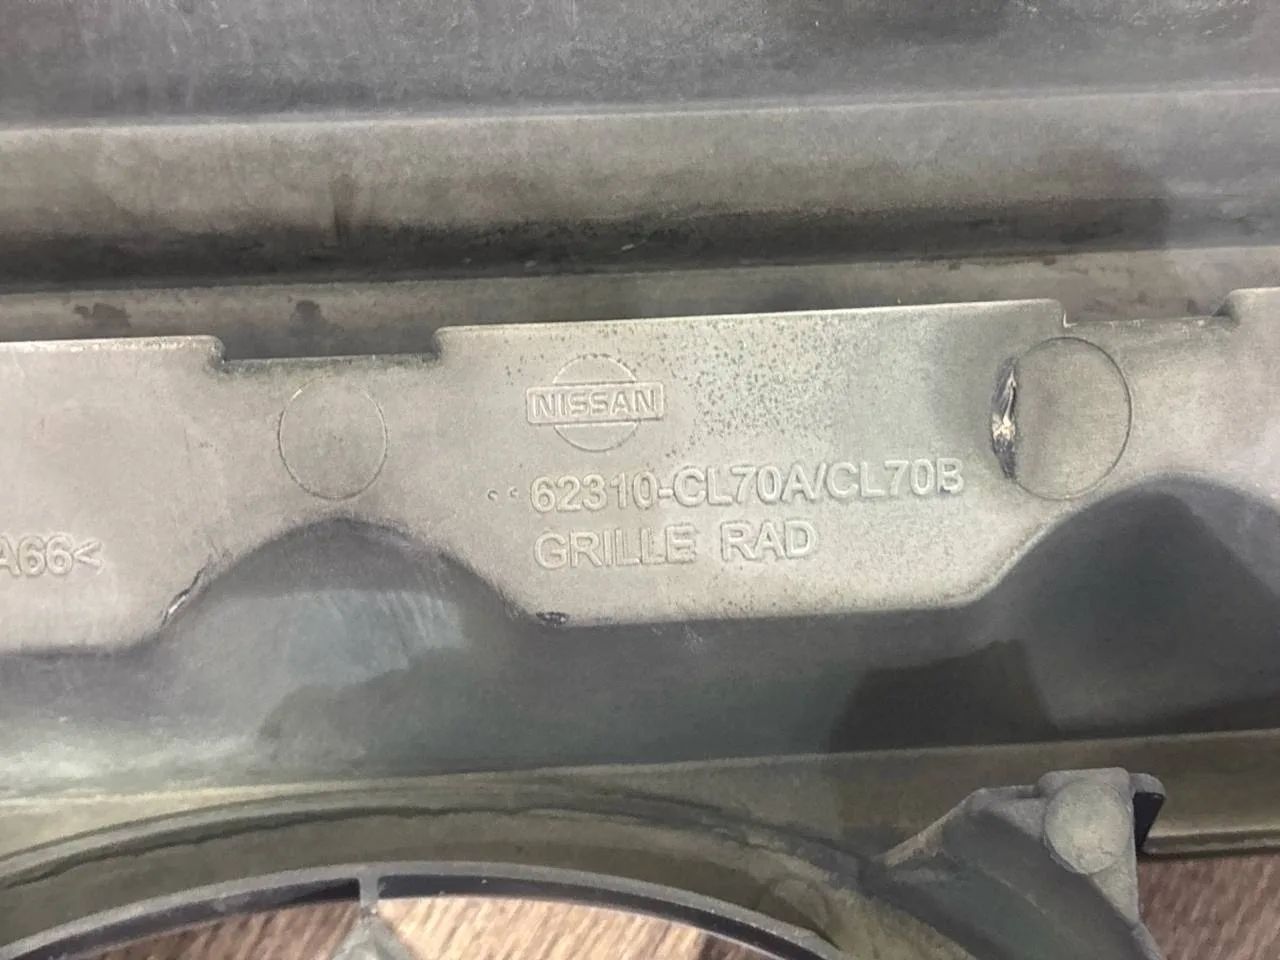 NISSAN
62310-CL70A/CL70B
GRILLE RAD
A66<